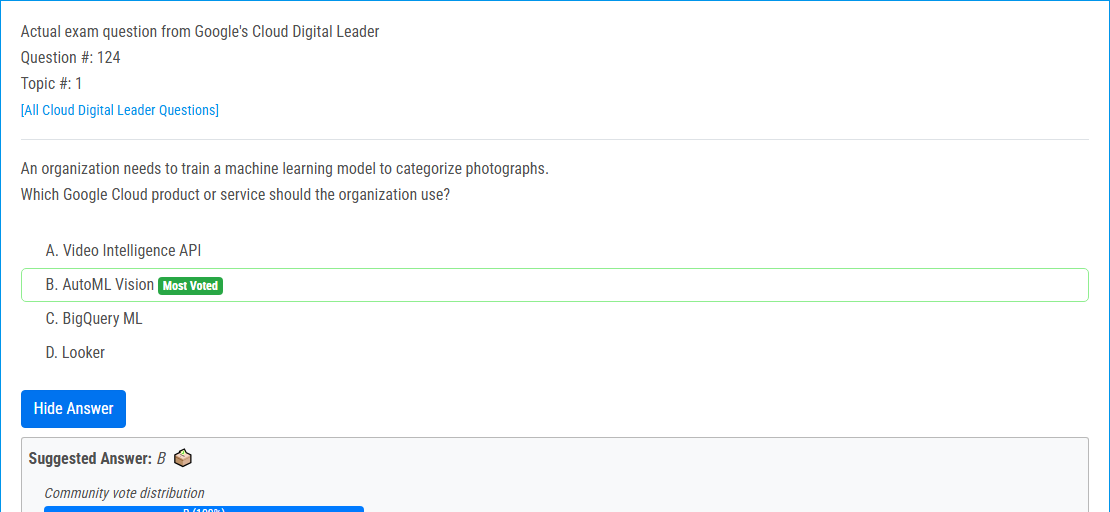 Actual exam question from Google's Cloud Digital Leader
Question #: 124
Topic #: 1
[All Cloud Digital Leader Questions]
An organization needs to train a machine learning model to categorize photographs.
Which Google Cloud product or service should the organization use?
A. Video Intelligence API
B. AutoML Vision Most Voted
C. BigQuery ML
D. Looker
Hide Answer
Suggested Answer: B
Community vote distribution
B (100%)